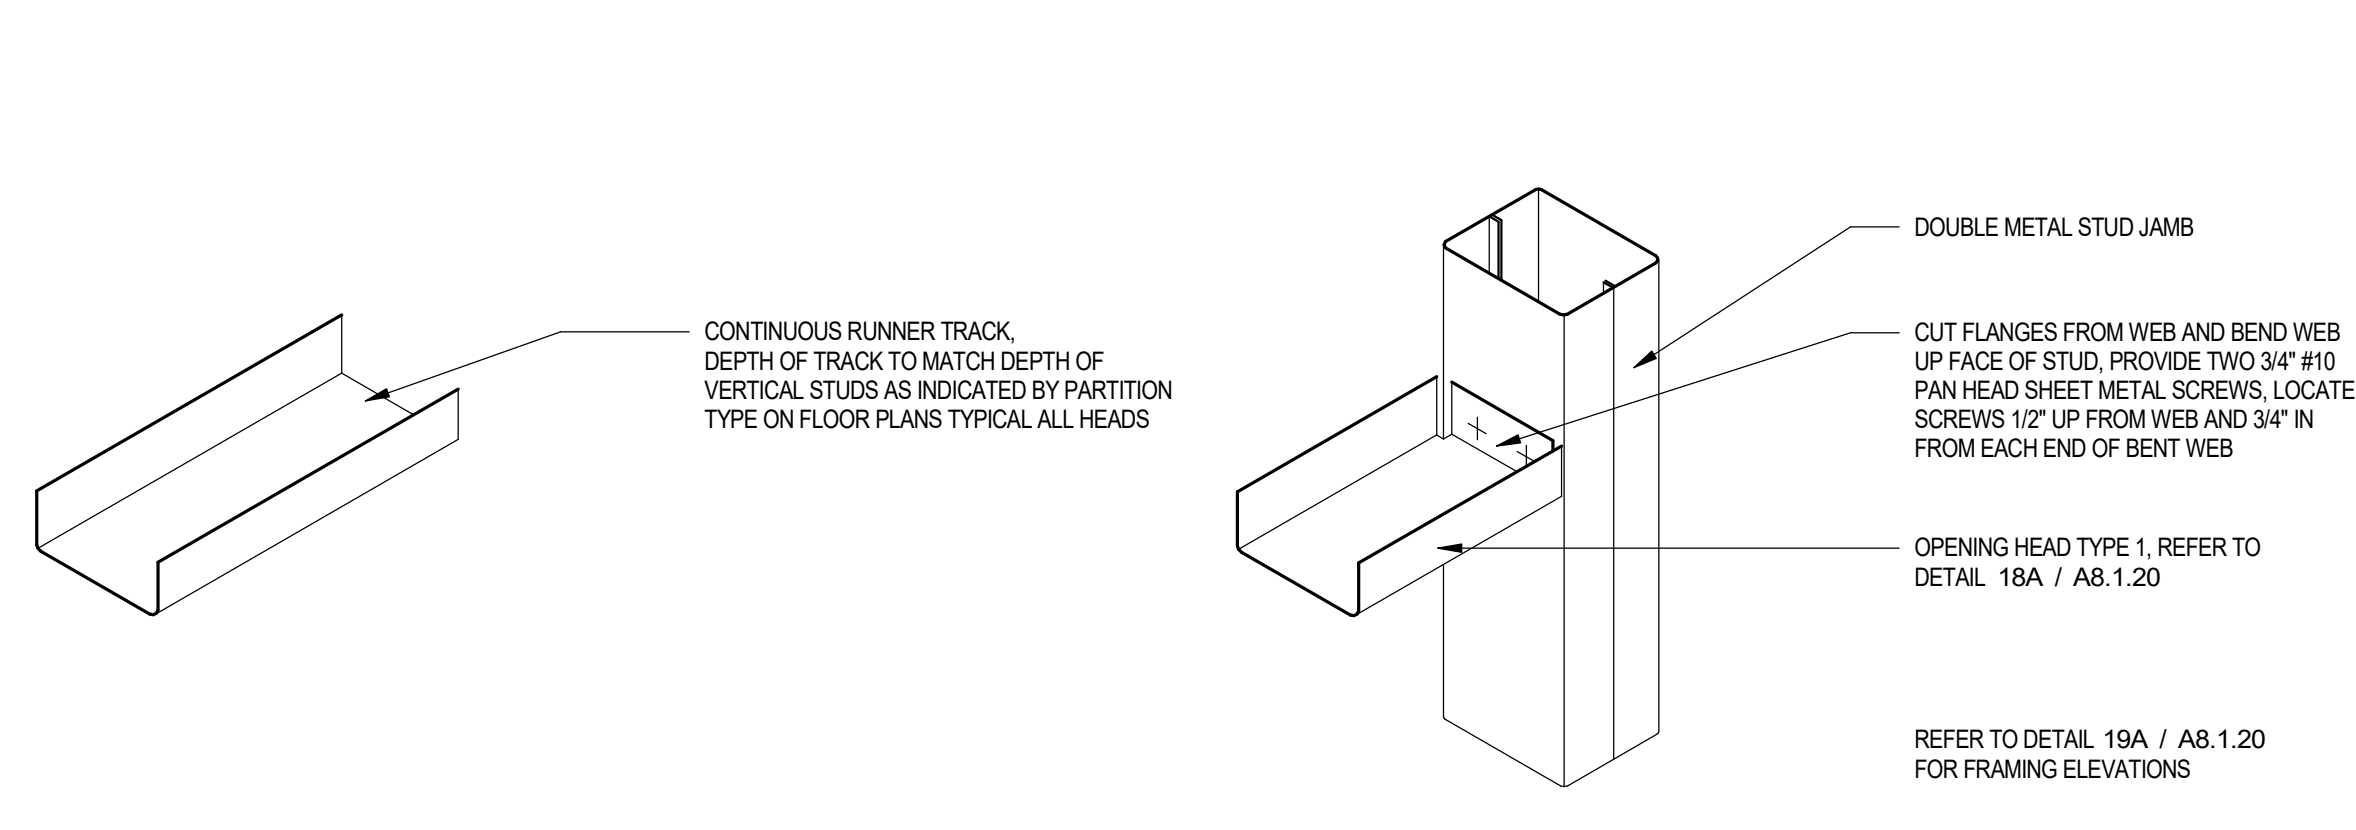 CONTINUOUS RUNNER TRACK,
DEPTH OF TRACK TO MATCH DEPTH OF
VERTICAL STUDS AS INDICATED BY PARTITION
TYPE ON FLOOR PLANS TYPICAL ALL HEADS
DOUBLE METAL STUD JAMB
CUT FLANGES FROM WEB AND BEND WEB
UP FACE OF STUD, PROVIDE TWO 3/4" #10
PAN HEAD SHEET METAL SCREWS, LOCATE
SCREWS 1/2" UP FROM WEB AND 3/4" IN
FROM EACH END OF BENT WEB
OPENING HEAD TYPE 1, REFER TO
DETAIL 18A / A8.1.20
REFER TO DETAIL 19A / A8.1.20
FOR FRAMING ELEVATIONS